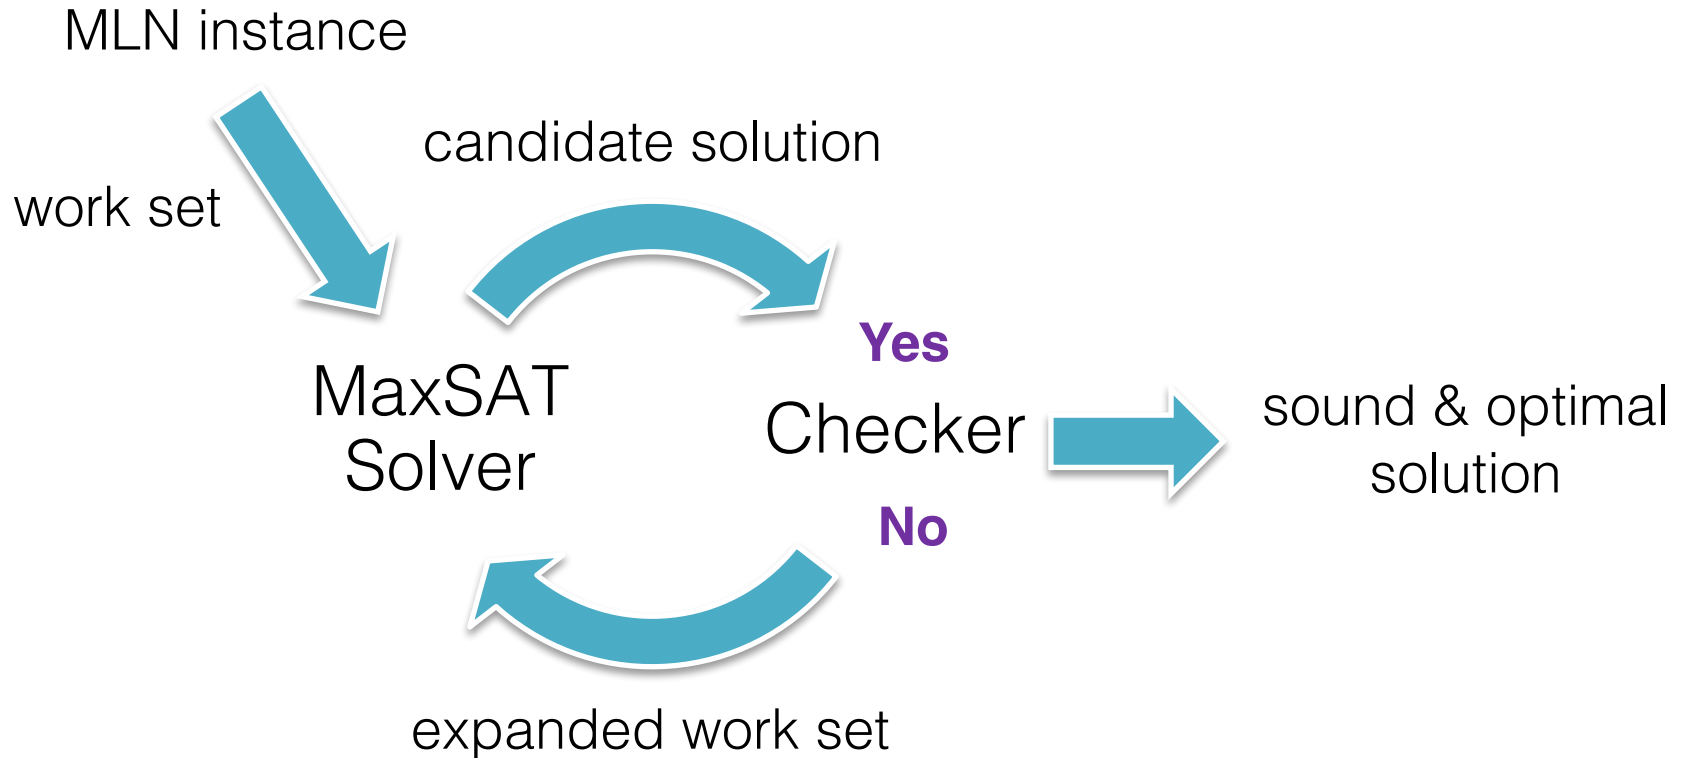 MLN instance
candidate solution
work set
Yes
MaxSAT
Solver
Checker
sound & optimal
solution
No
expanded work set